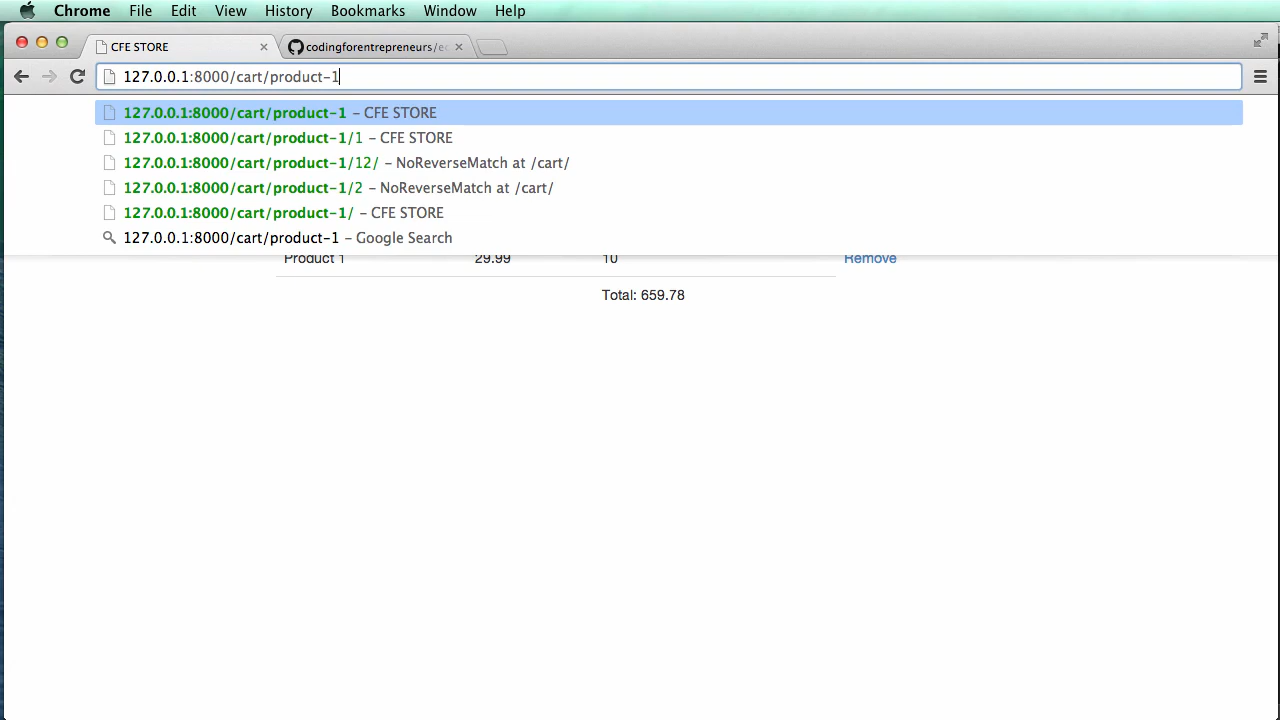 Chrome File Edit View History Bookmarks Window Help
CFE STORE codingforentrepreneurs/e
127.0.0.1:8000/cart/product-1
127.0.0.1:8000/cart/product-1 – CFE STORE
127.0.0.1:8000/cart/product-1/1 – CFE STORE
127.0.0.1:8000/cart/product-1/12/ – NoReverseMatch at /cart/
127.0.0.1:8000/cart/product-1/2 – NoReverseMatch at /cart/
127.0.0.1:8000/cart/product-1/ – CFE STORE
127.0.0.1:8000/cart/product-1 – Google Search
Product 1 29.99 10 Remove
Total: 659.78